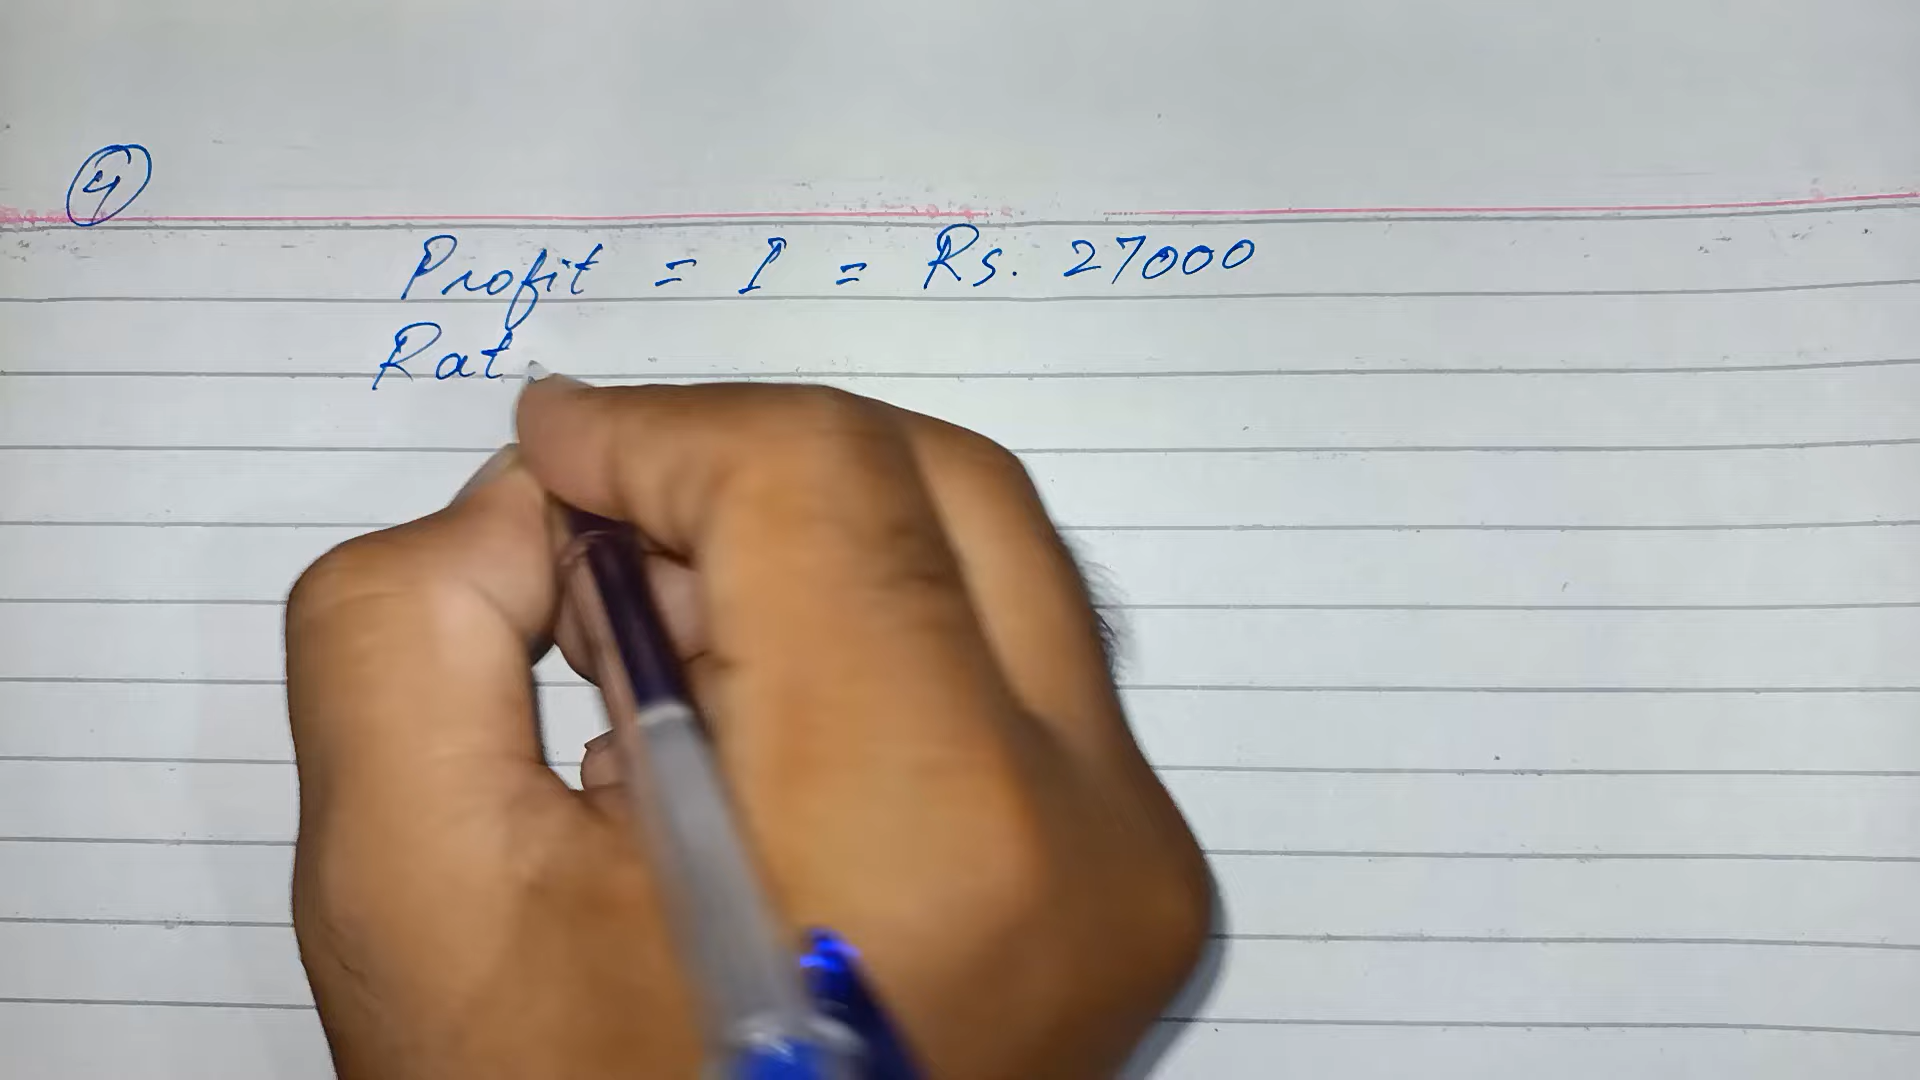 4
Profit = I = Rs. 27000
Rat